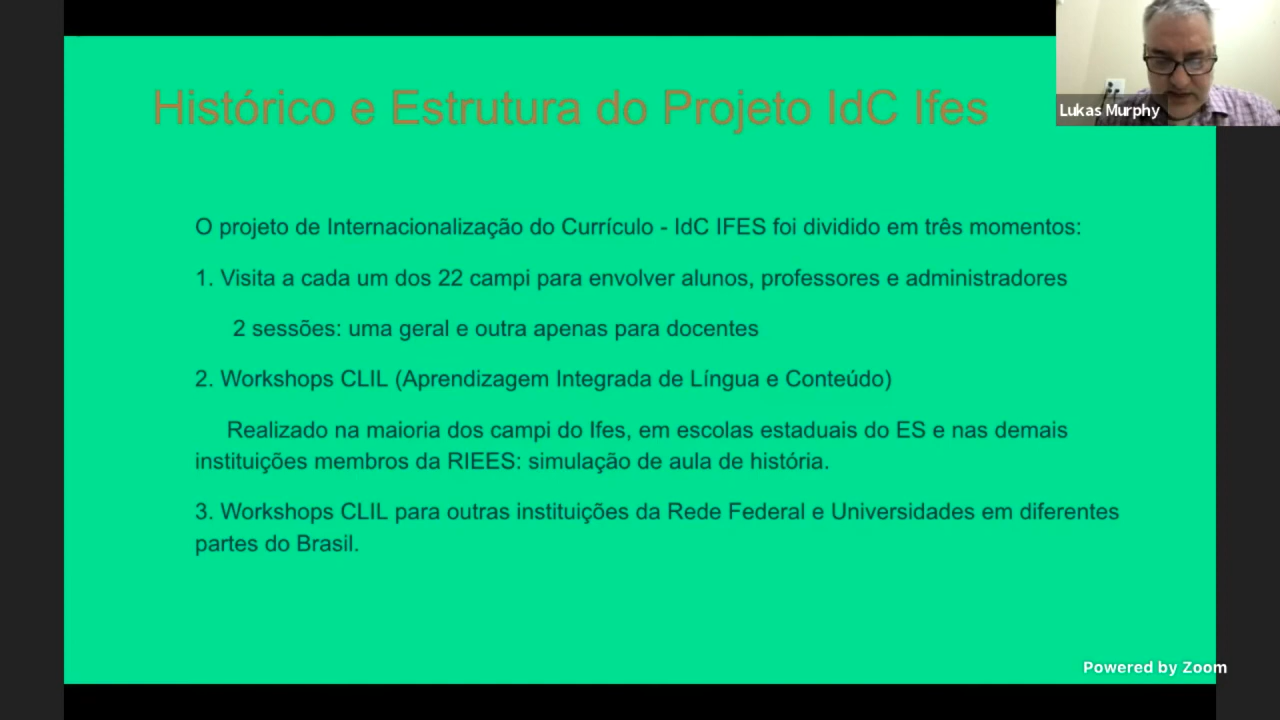 Histórico e Estrutura do Projeto IdC Ifes
Lukas Murphy
O projeto de Internacionalização do Currículo - IdC IFES foi dividido em três momentos:
1. Visita a cada um dos 22 campi para envolver alunos, professores e administradores
2 sessões: uma geral e outra apenas para docentes
2. Workshops CLIL (Aprendizagem Integrada de Língua e Conteúdo)
Realizado na maioria dos campi do Ifes, em escolas estaduais do ES e nas demais
instituições membros da RIEES: simulação de aula de história.
3. Workshops CLIL para outras instituições da Rede Federal e Universidades em diferentes
partes do Brasil.
Powered by Zoom